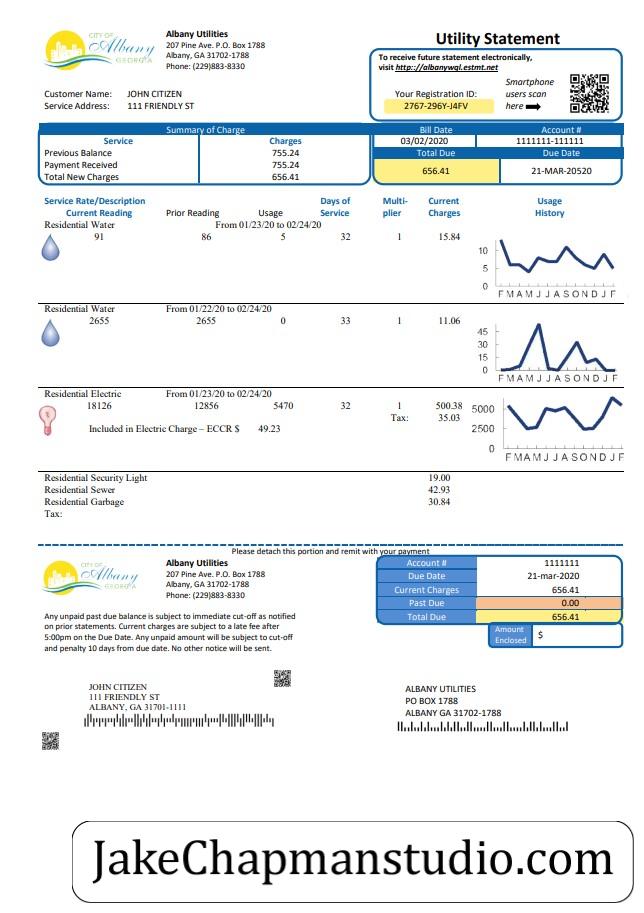 CITY OF
Albany
GEORGIA
Albany Utilities
207 Pine Ave. P.O. Box 1788
Albany, GA 31702-1788
Phone: (229)883-8330
Utility Statement
To receive future statement electronically,
visit http://albanywql.estmt.net
Your Registration ID:
2767-296Y-J4FV
Smartphone
users scan
here
Customer Name: JOHN CITIZEN
Service Address: 111 FRIENDLY ST
Summary of Charge
Service Charges
Previous Balance 755.24
Payment Received 755.24
Total New Charges 656.41
Bill Date Account #
03/02/2020 1111111-111111
Total Due Due Date
656.41 21-MAR-20520
Service Rate/Description Days of Multi- Current Usage
Current Reading Prior Reading Usage Service plier Charges History
Residential Water From 01/23/20 to 02/24/20
91 86 5 32 1 15.84
10
5
0
F M A M J J A S O N D J F
Residential Water From 01/22/20 to 02/24/20
2655 2655 0 33 1 11.06
45
30
15
0
F M A M J J A S O N D J F
Residential Electric From 01/23/20 to 02/24/20
18126 12856 5470 32 1 500.38
Tax: 35.03
Included in Electric Charge – ECCR $ 49.23
5000
2500
0
F M A M J J A S O N D J F
Residential Security Light 19.00
Residential Sewer 42.93
Residential Garbage 30.84
Tax:
Please detach this portion and remit with your payment
CITY OF
Albany
GEORGIA
Albany Utilities
207 Pine Ave. P.O. Box 1788
Albany, GA 31702-1788
Phone: (229)883-8330
Account # 1111111
Due Date 21-mar-2020
Current Charges 656.41
Past Due 0.00
Total Due 656.41
Amount
Enclosed $
Any unpaid past due balance is subject to immediate cut-off as notified
on prior statements. Current charges are subject to a late fee after
5:00pm on the Due Date. Any unpaid amount will be subject to cut-off
and penalty 10 days from due date. No other notice will be sent.
JOHN CITIZEN
111 FRIENDLY ST
ALBANY, GA 31701-1111
ALBANY UTILITIES
PO BOX 1788
ALBANY GA 31702-1788
JakeChapmanstudio.com